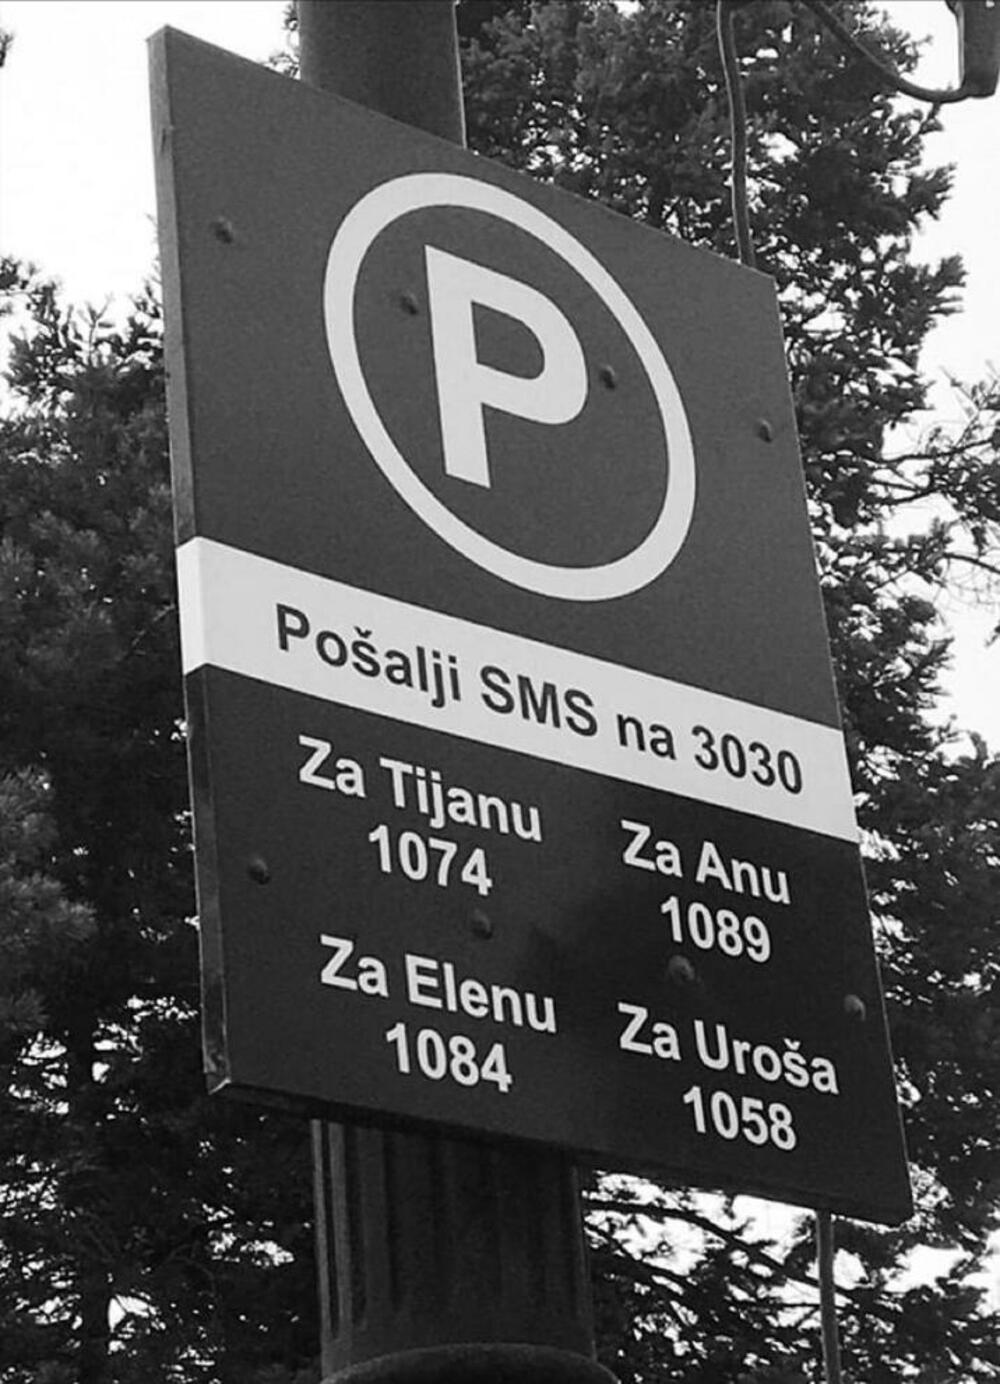 P
Pošalji SMS na 3030
Za Tijanu
1074
Za Anu
1089
Za Elenu
1084
Za Uroša
1058